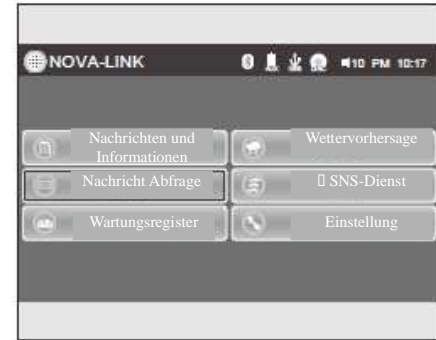 NOVA-LINK
10 PM 10:17
Nachrichten und
Informationen
Wettervorhersage
Nachricht Abfrage
SNS-Dienst
Wartungsregister
Einstellung